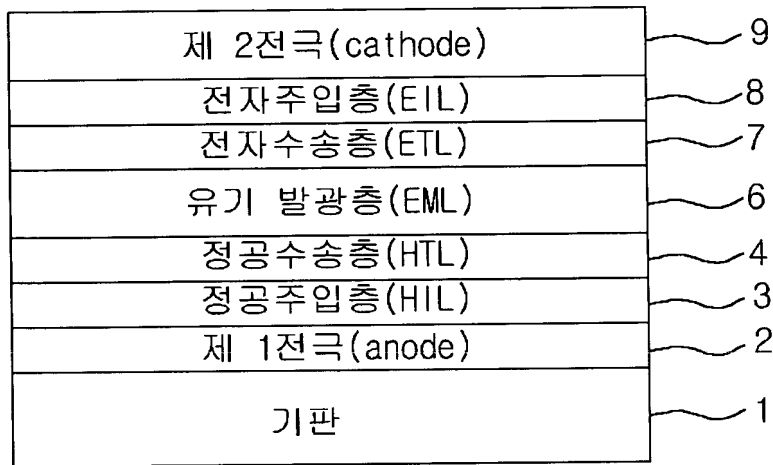 제 2전극(cathode) 9
전자주입층(EIL) 8
전자수송층(ETL) 7
유기 발광층(EML) 6
정공수송층(HTL) 4
정공주입층(HIL) 3
제 1전극(anode) 2
기판 1